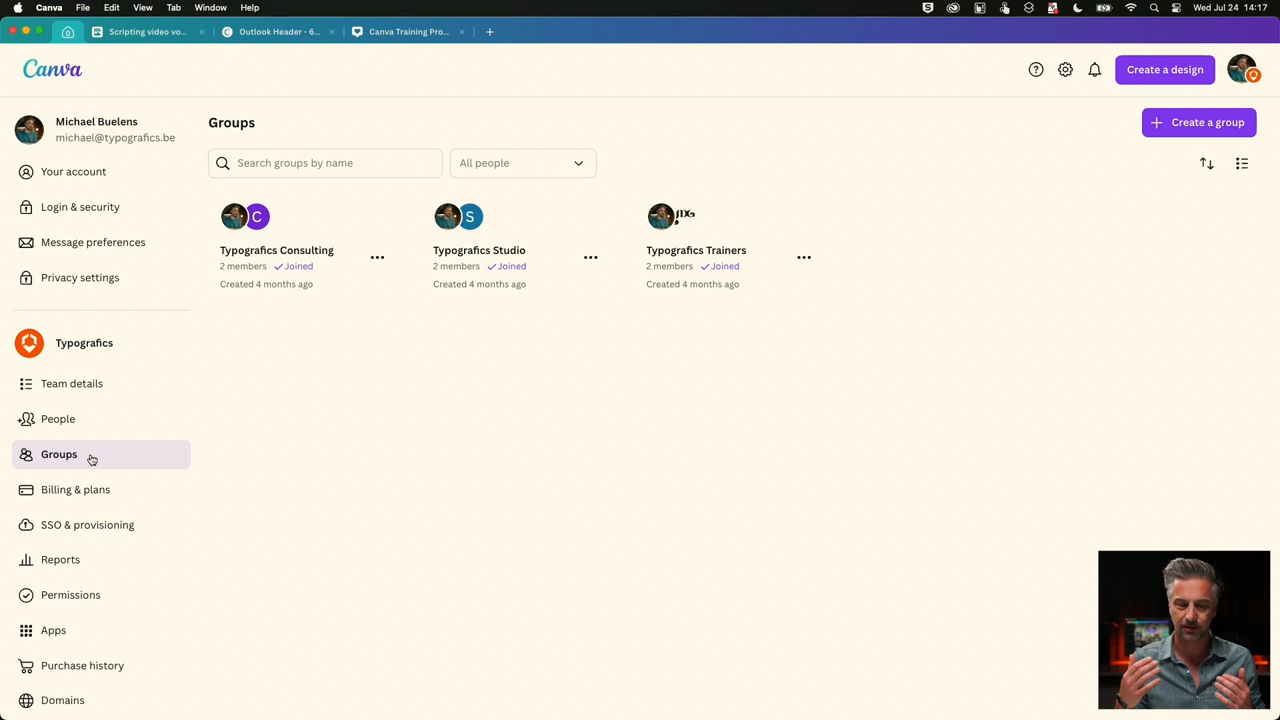 Canva File Edit View Tab Window Help Wed Jul 24 14:17
Scripting video vo... Outlook Header - 6... Canva Training Pro...
Canva
Create a design
Michael Buelens
michael@typografics.be
Your account
Login & security
Message preferences
Privacy settings
Typografics
Team details
People
Groups
Billing & plans
SSO & provisioning
Reports
Permissions
Apps
Purchase history
Domains
Groups
Create a group
Search groups by name
All people
C
Typografics Consulting
2 members Joined
Created 4 months ago
S
Typografics Studio
2 members Joined
Created 4 months ago
Typografics Trainers
2 members Joined
Created 4 months ago